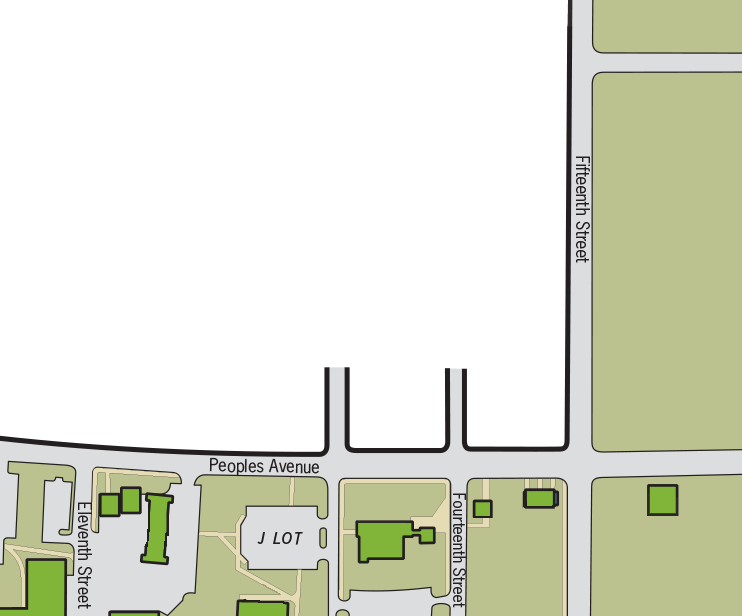 Fifteenth Street
Peoples Avenue
Eleventh Street
J LOT
Fourteenth Street